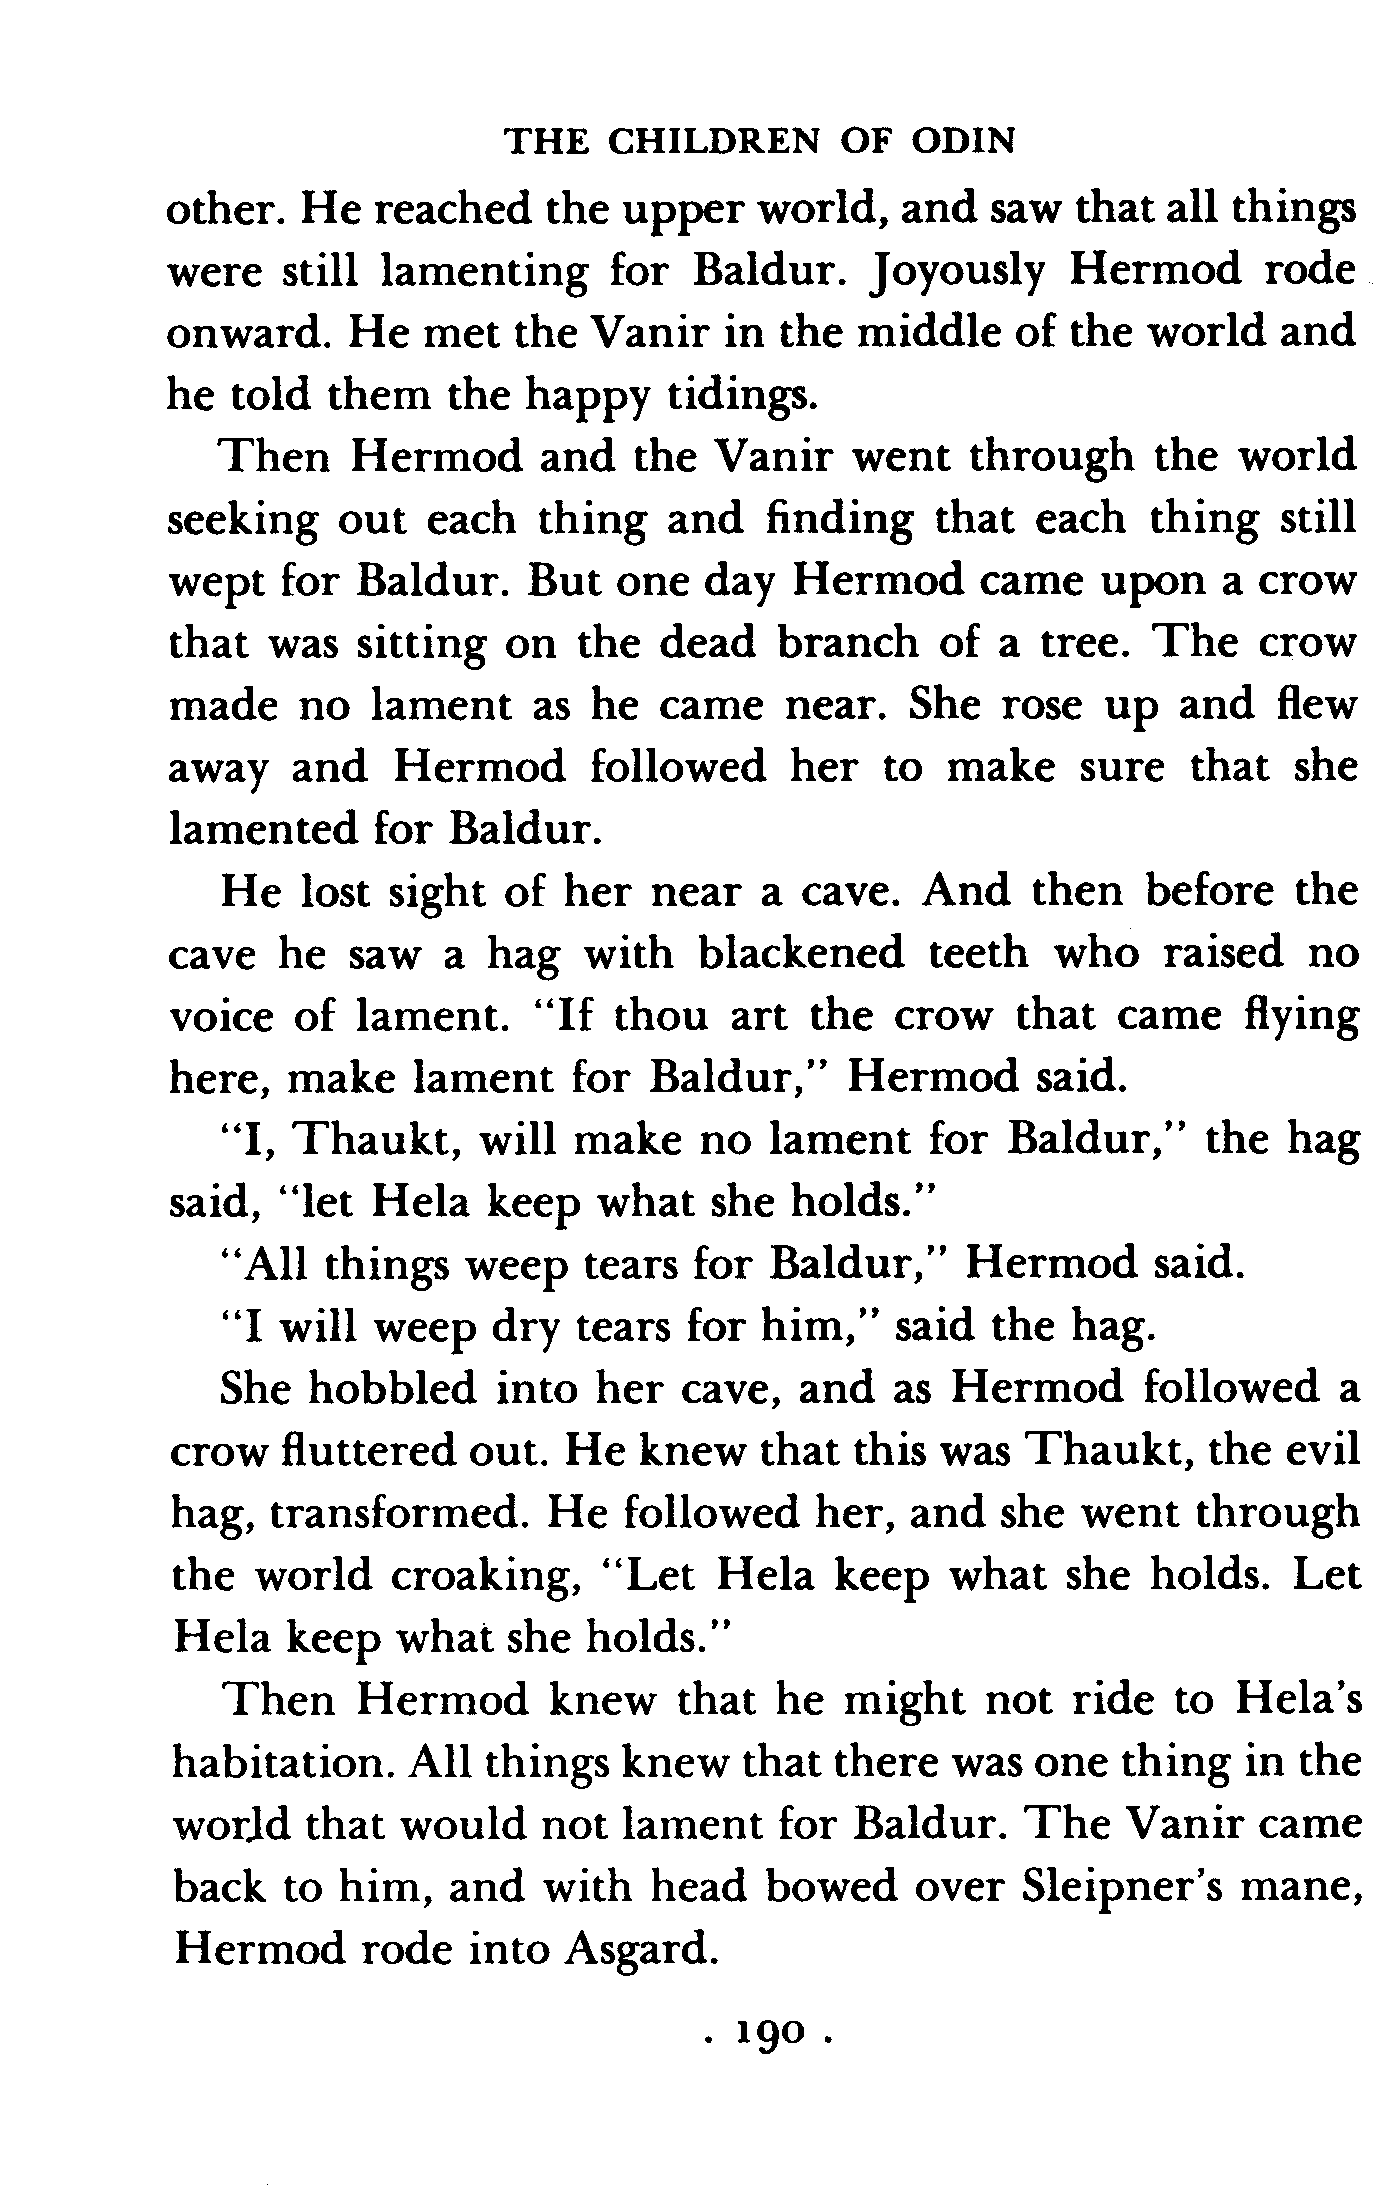 THE CHILDREN OF ODIN
other. He reached the upper world, and saw that all things
were still lamenting for Baldur. Joyously Hermod rode
onward. He met the Vanir in the middle of the world and
he told them the happy tidings.
Then Hermod and the Vanir went through the world
seeking out each thing and finding that each thing still
wept for Baldur. But one day Hermod came upon a crow
that was sitting on the dead branch of a tree. The crow
made no lament as he came near. She rose up and flew
away and Hermod followed her to make sure that she
lamented for Baldur.
He lost sight of her near a cave. And then before the
cave he saw a hag with blackened teeth who raised no
voice of lament. "If thou art the crow that came flying
here, make lament for Baldur," Hermod said.
"I, Thaukt, will make no lament for Baldur," the hag
said, "let Hela keep what she holds."
"All things weep tears for Baldur," Hermod said.
"I will weep dry tears for him," said the hag.
She hobbled into her cave, and as Hermod followed a
crow fluttered out. He knew that this was Thaukt, the evil
hag, transformed. He followed her, and she went through
the world croaking, "Let Hela keep what she holds. Let
Hela keep what she holds."
Then Hermod knew that he might not ride to Hela's
habitation. All things knew that there was one thing in the
world that would not lament for Baldur. The Vanir came
back to him, and with head bowed over Sleipner's mane,
Hermod rode into Asgard.
. 190 .